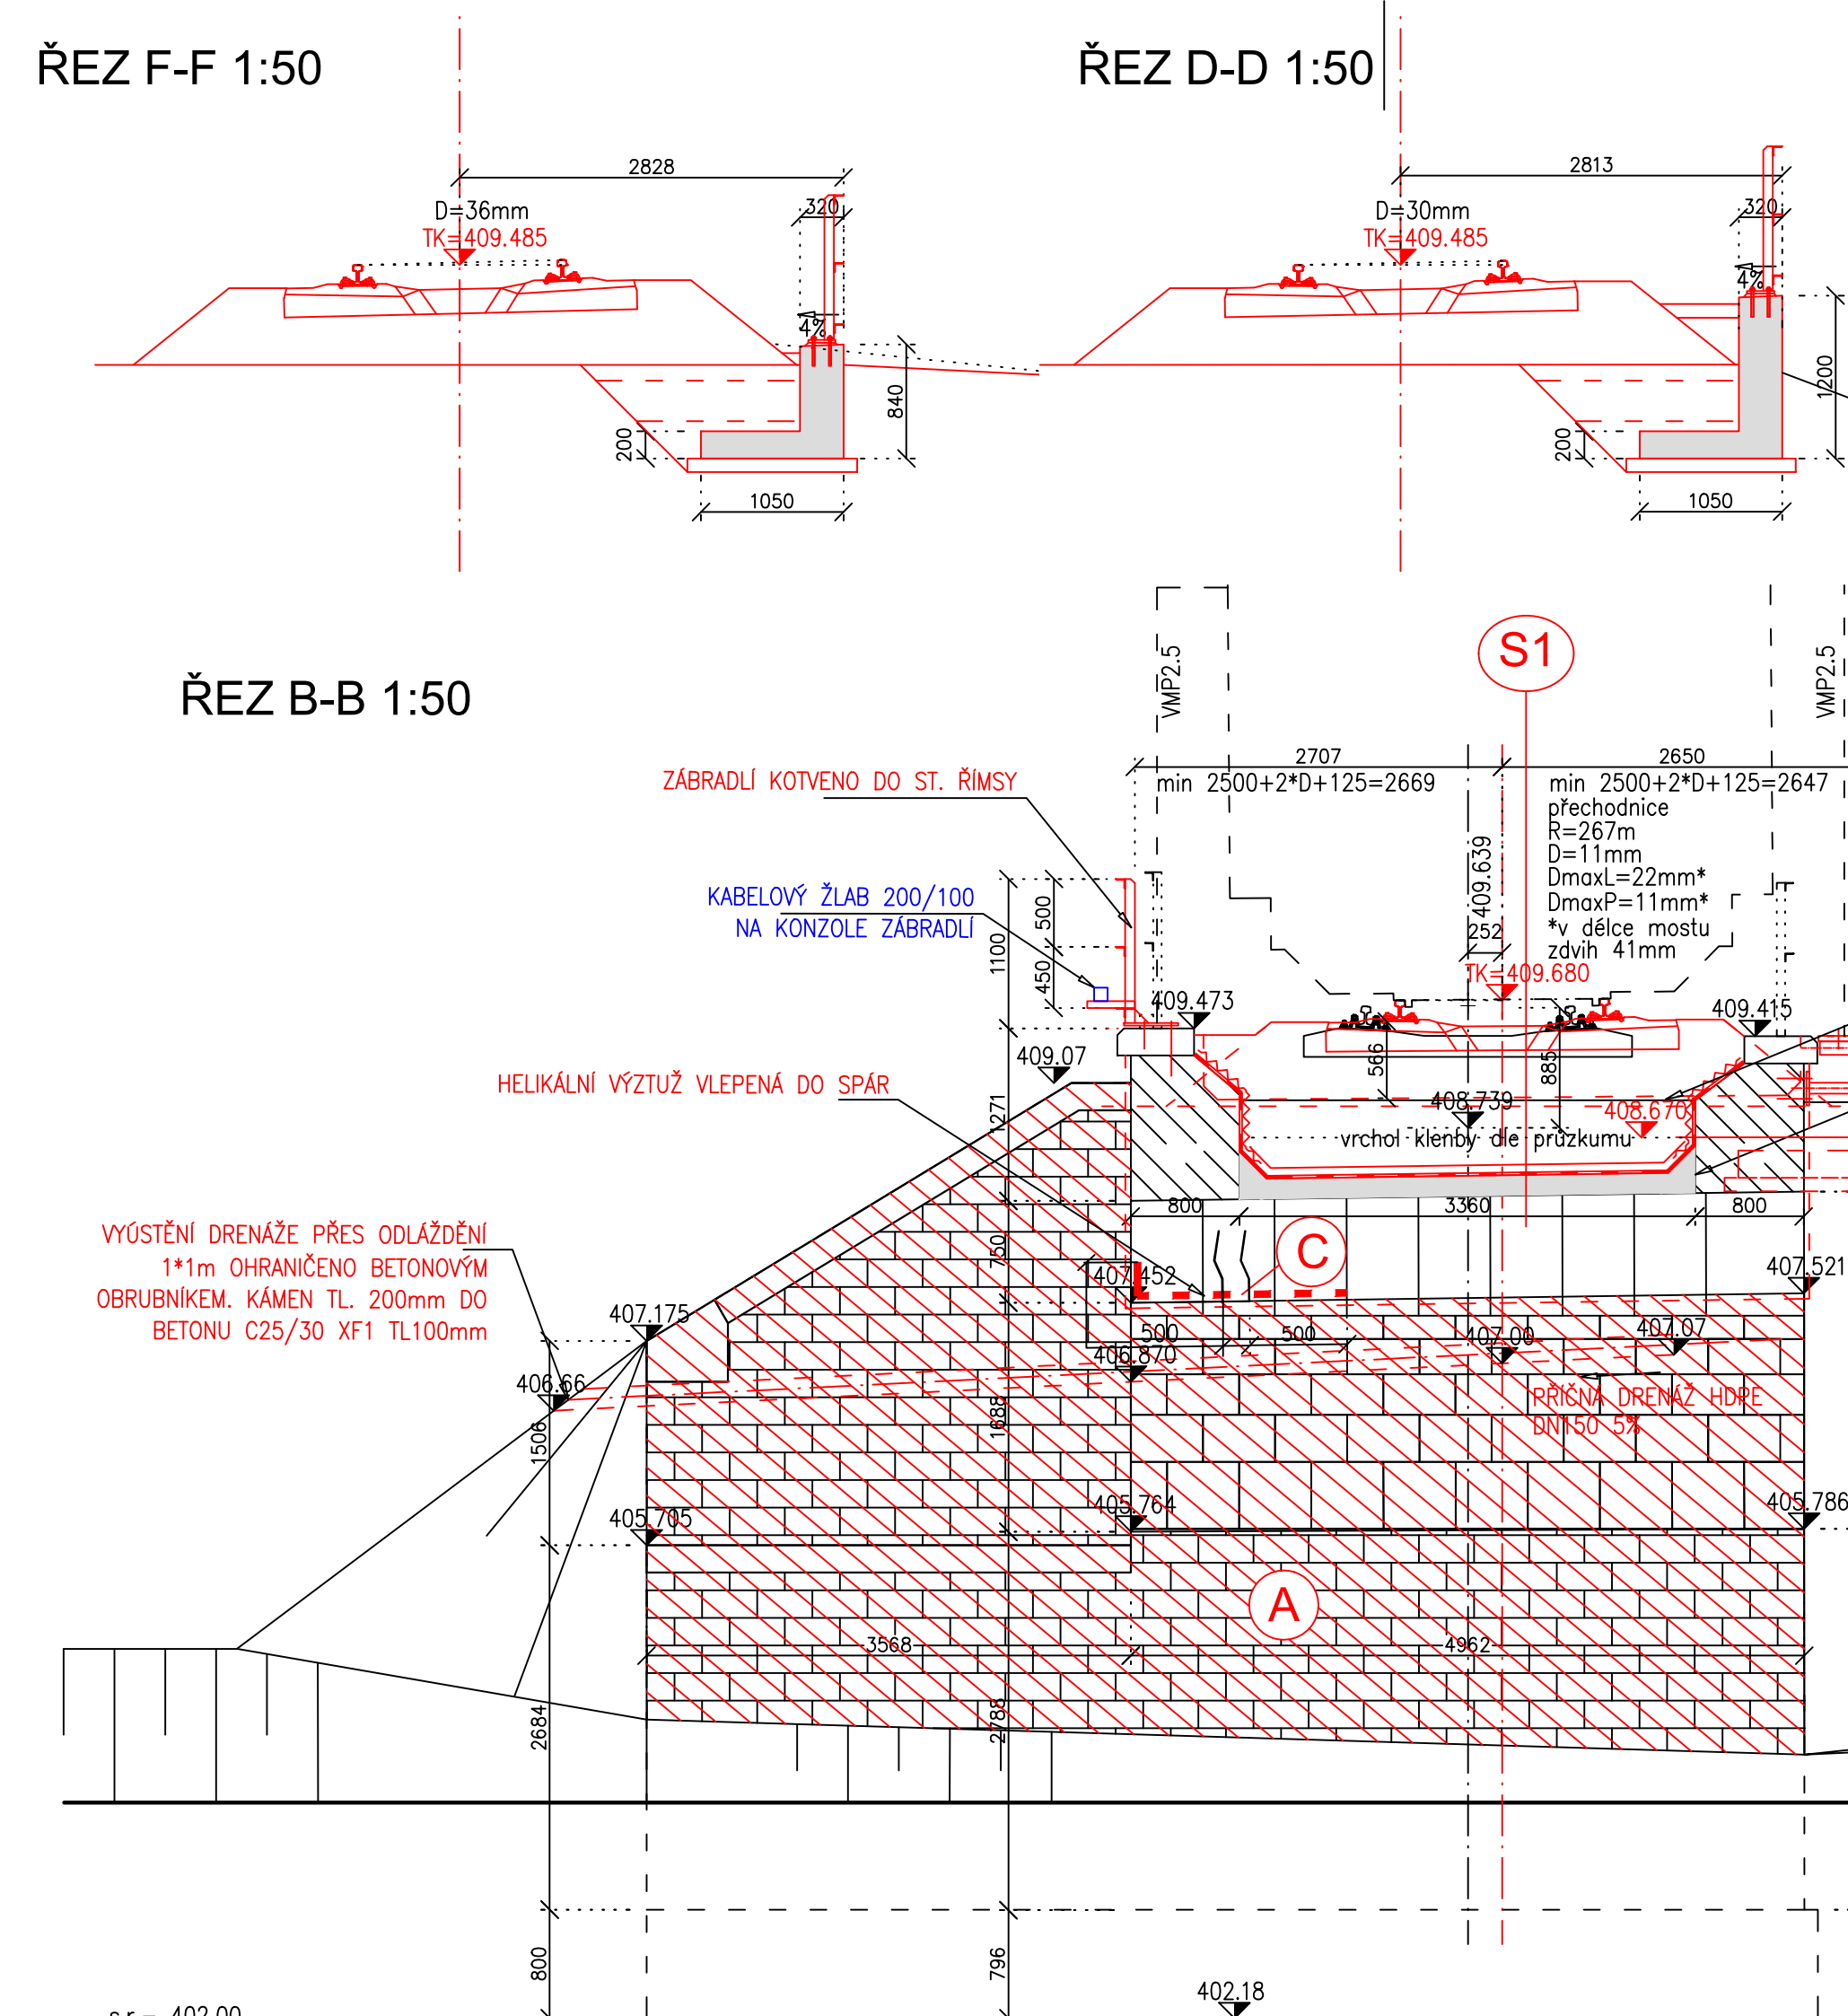 ŘEZ F-F 1:50
2828
D=36mm
TK=409.485
320
4%
840
200
1050
ŘEZ D-D 1:50
2813
D=30mm
TK=409.485
320
4%
1200
200
1050
ŘEZ B-B 1:50
VMP2.5
S1
VMP2.5
2707
2650
min 2500+2*D+125=2669
min 2500+2*D+125=2647
přechodnice
R=267m
D=11mm
DmaxL=22mm*
DmaxP=11mm*
*v délce mostu
zdvih 41mm
409.639
252
TK=409.680
ZÁBRADLÍ KOTVENO DO ST. ŘÍMSY
KABELOVÝ ŽLAB 200/100
NA KONZOLE ZÁBRADLÍ
500
450
1100
409.473
409.415
409.07
566
885
HELIKÁLNÍ VÝZTUŽ VLEPENÁ DO SPÁR
408.739
408.670
vrchol klenby dle průzkumu
1271
800
3360
800
750
C
VYÚSTĚNÍ DRENÁŽE PŘES ODLÁŽDĚNÍ
1*1m OHRANIČENO BETONOVÝM
OBRUBNÍKEM. KÁMEN TL. 200mm DO
BETONU C25/30 XF1 TL100mm
407.452
407.521
407.175
500
500
407.00
407.07
406.870
406.66
PŘÍČNÁ DRENÁŽ HDPE
DN150 5%
1506
1688
405.764
405.786
405.705
A
3568
4962
2684
2788
800
796
402.18
s.r.= 402.00